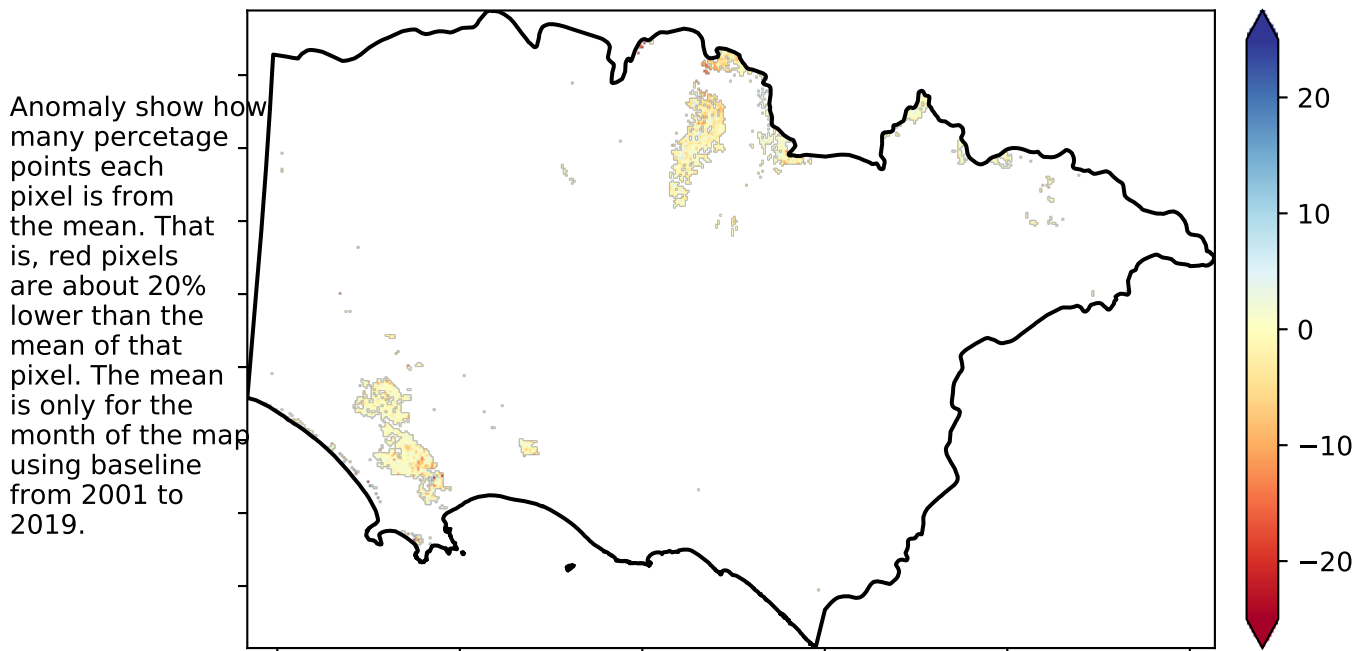 Anomaly show how
many percetage
points each
pixel is from
the mean. That
is, red pixels
are about 20%
lower than the
mean of that
pixel. The mean
is only for the
month of the map
using baseline
from 2001 to
2019.
20
10
0
−10
−20